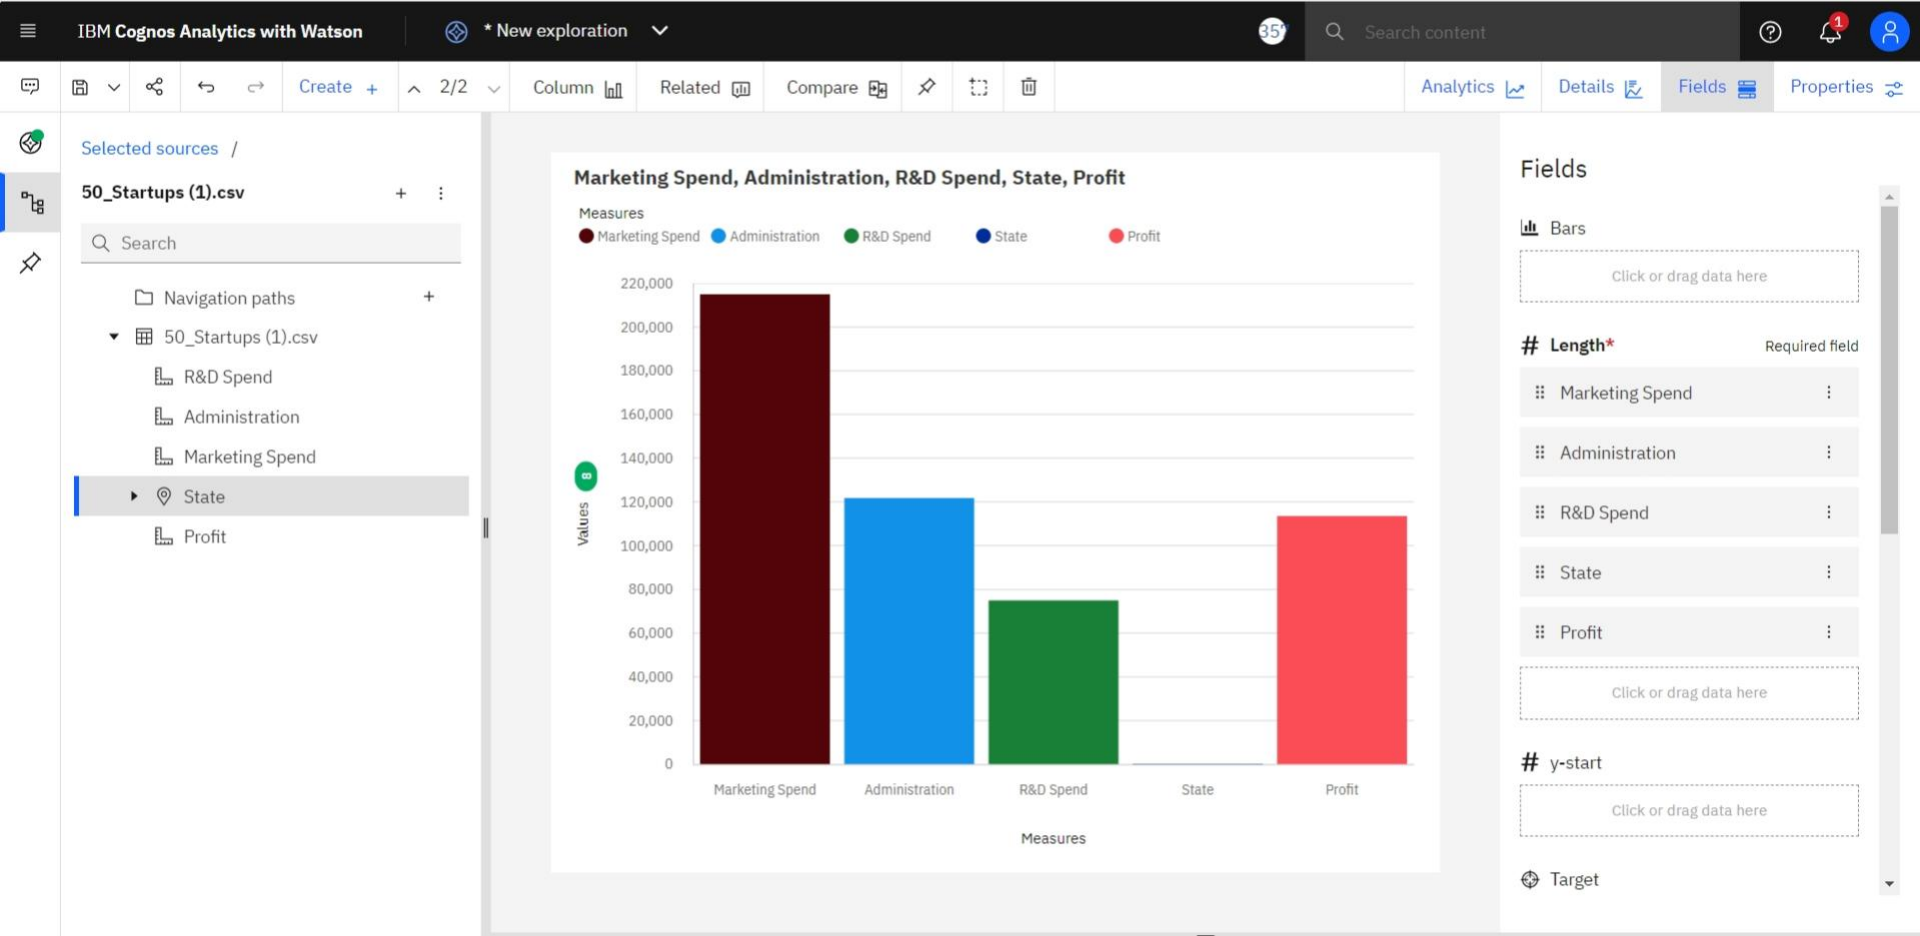 IBM Cognos Analytics with Watson
* New exploration
35°
Search content
1
Create +
2/2
Column
Related
Compare
Analytics
Details
Fields
Properties
Selected sources /
50_Startups (1).csv
Search
Navigation paths
50_Startups (1).csv
R&D Spend
Administration
Marketing Spend
State
Profit
Marketing Spend, Administration, R&D Spend, State, Profit
Measures
Marketing Spend Administration R&D Spend State Profit
220,000
200,000
180,000
160,000
140,000
120,000
100,000
80,000
60,000
40,000
20,000
0
Values
8
Marketing Spend Administration R&D Spend State Profit
Measures
Fields
Bars
Click or drag data here
# Length* Required field
Marketing Spend
Administration
R&D Spend
State
Profit
Click or drag data here
# y-start
Click or drag data here
Target